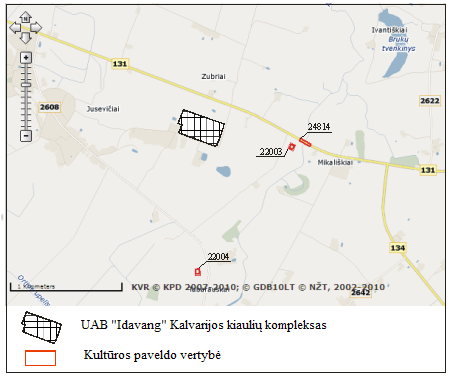 N
Ivantiškiai
Brukų
tvenkinys
131
Zubriai
2608
Jusevičiai
2622
24814
22003
Mikališkiai
131
134
22004
KVR © KPD 2007-2010; © GDB10LT © NŽT, 2002-2010
2642
UAB "Idavang" Kalvarijos kiaulių kompleksas
Kultūros paveldo vertybė